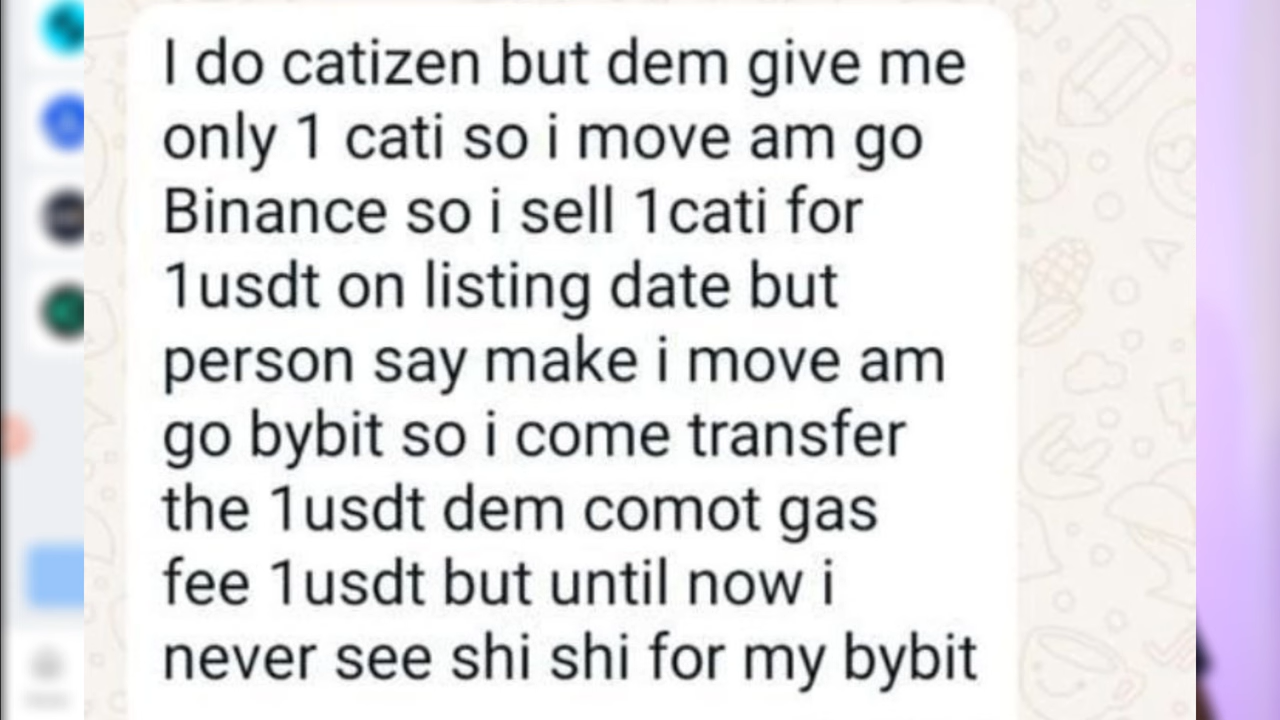 I do catizen but dem give me
only 1 cati so i move am go
Binance so i sell 1cati for
1usdt on listing date but
person say make i move am
go bybit so i come transfer
the 1usdt dem comot gas
fee 1usdt but until now i
never see shi shi for my bybit